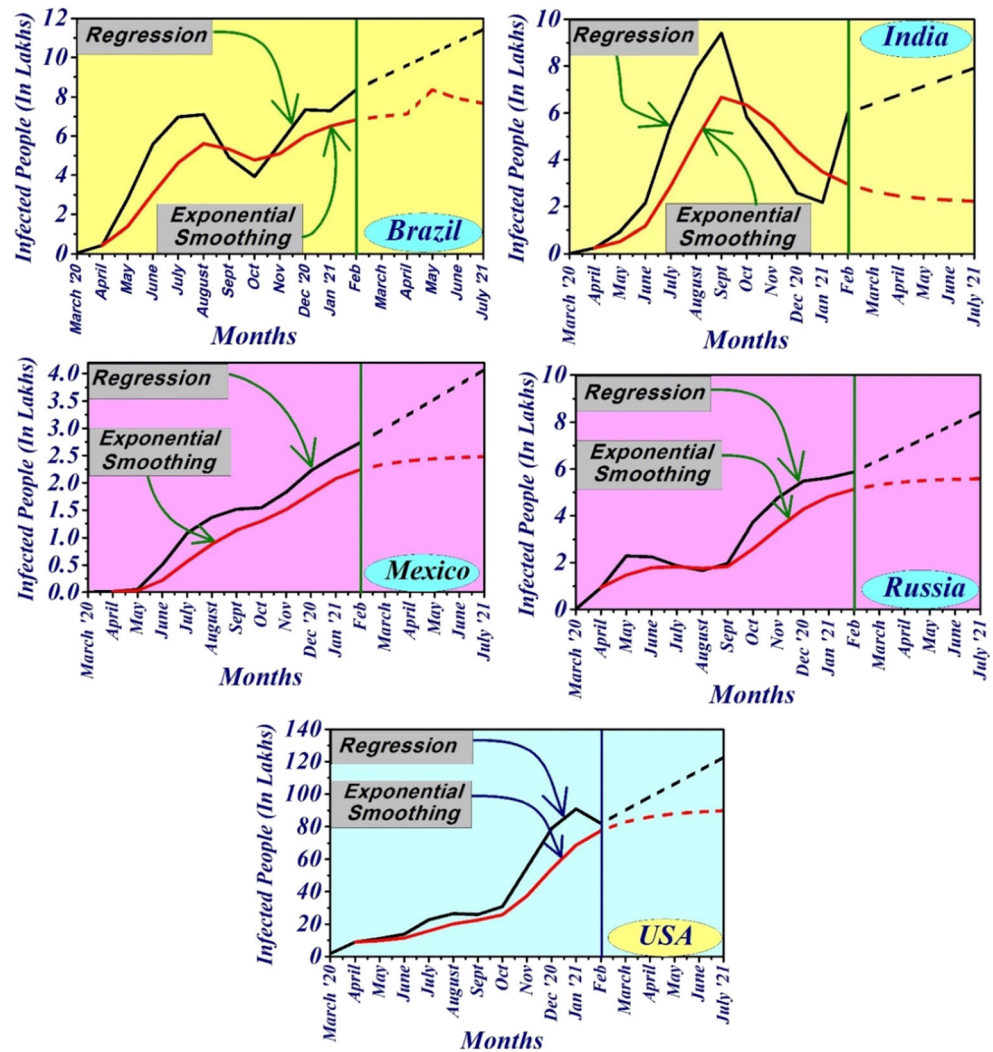 Infected People (In Lakhs)
12
10
8
6
4
2
0
Regression
Exponential
Smoothing
Brazil
March '20
April
May
June
July
August
Sept
Oct
Nov
Dec '20
Jan '21
Feb
March
April
May
June
July '21
Months
Infected People (In Lakhs)
10
8
6
4
2
0
Regression
India
Exponential
Smoothing
March '20
April
May
June
July
August
Sept
Oct
Nov
Dec '20
Jan '21
Feb
March
April
May
June
July '21
Months
Infected People (In Lakhs)
4.0
3.5
3.0
2.5
2.0
1.5
1.0
0.5
0.0
Regression
Exponential
Smoothing
Mexico
March '20
April
May
June
July
August
Sept
Oct
Nov
Dec '20
Jan '21
Feb
March
April
May
June
July '21
Months
Infected People (In Lakhs)
10
8
6
4
2
0
Regression
Exponential
Smoothing
Russia
March '20
April
May
June
July
August
Sept
Oct
Nov
Dec '20
Jan '21
Feb
March
April
May
June
July '21
Months
Infected People (In Lakhs)
140
120
100
80
60
40
20
0
Regression
Exponential
Smoothing
USA
March '20
April
May
June
July
August
Sept
Oct
Nov
Dec '20
Jan '21
Feb
March
April
May
June
July '21
Months